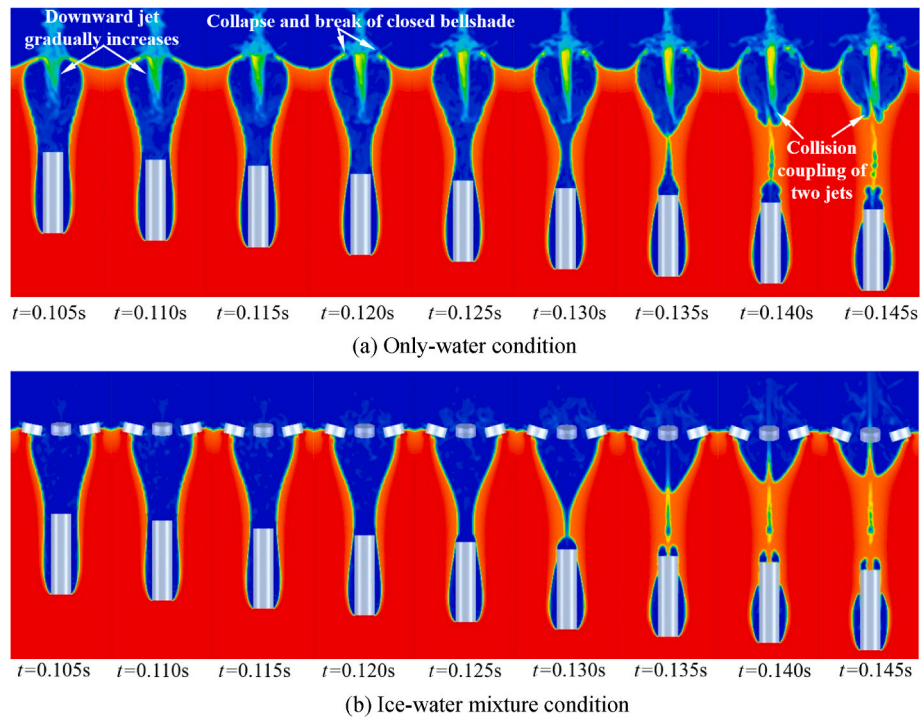 Downward jet
gradually increases
Collapse and break of closed bellshade
Collision
coupling of
two jets
t=0.105s t=0.110s t=0.115s t=0.120s t=0.125s t=0.130s t=0.135s t=0.140s t=0.145s
(a) Only-water condition
t=0.105s t=0.110s t=0.115s t=0.120s t=0.125s t=0.130s t=0.135s t=0.140s t=0.145s
(b) Ice-water mixture condition